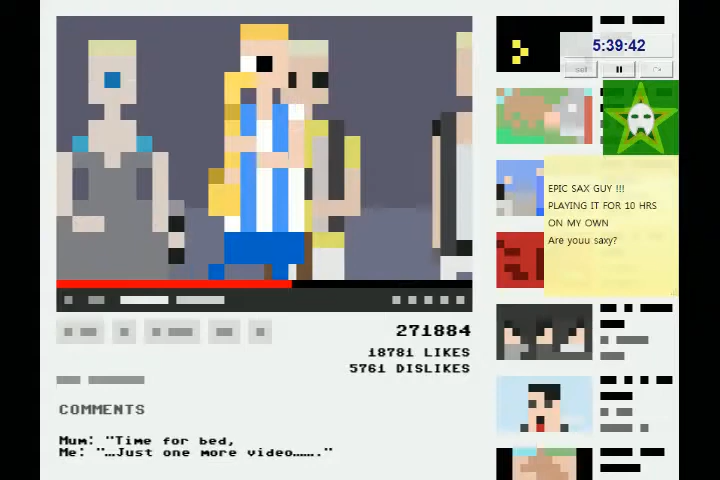 5:39:42
EPIC SAX GUY !!!
PLAYING IT FOR 10 HRS
ON MY OWN
Are youu saxy?
271884
18781 LIKES
5761 DISLIKES
COMMENTS
Mum: "Time for bed,
Me: "…Just one more video……."